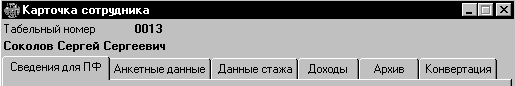 Карточка сотрудника
Табельный номер 0013
Соколов Сергей Сергеевич
Сведения для ПФ Анкетные данные Данные стажа Доходы Архив Конвертация